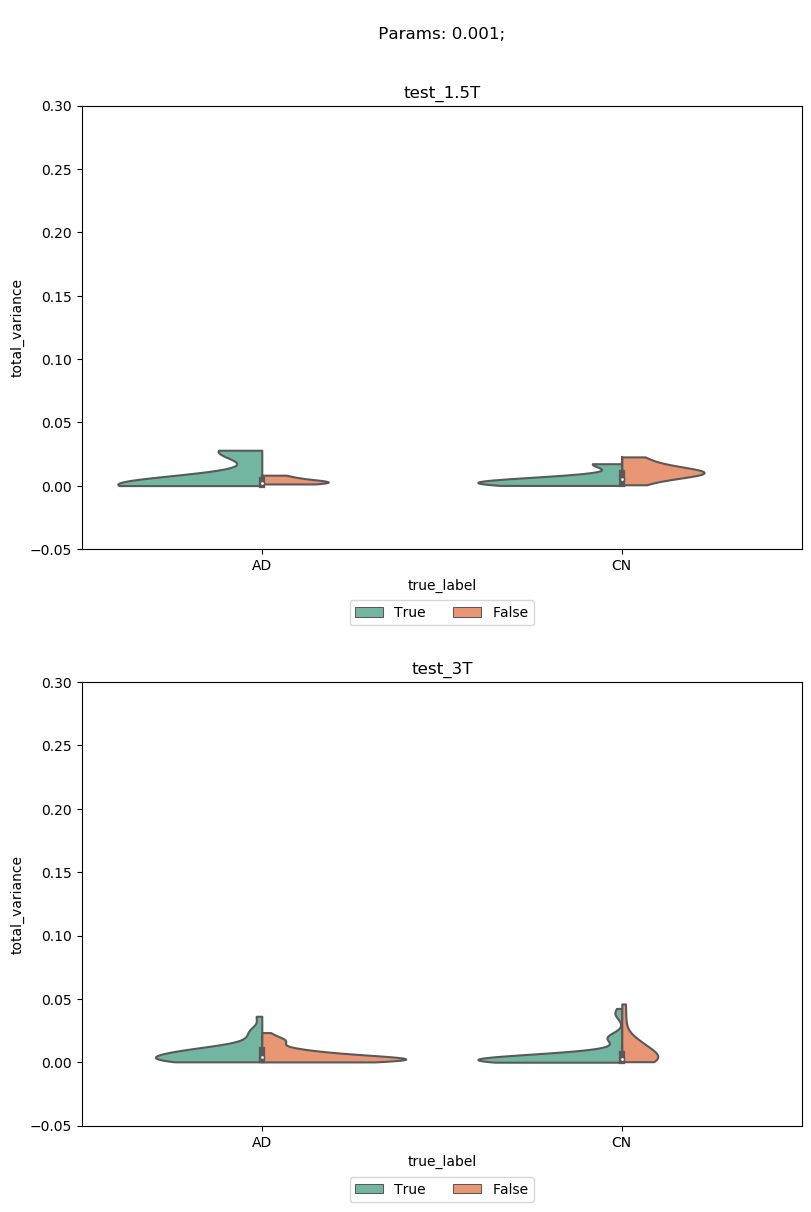 Params: 0.001;
test_1.5T
0.30
0.25
0.20
0.15
0.10
0.05
0.00
−0.05
total_variance
AD CN
true_label
True False
test_3T
0.30
0.25
0.20
0.15
0.10
0.05
0.00
−0.05
total_variance
AD CN
true_label
True False